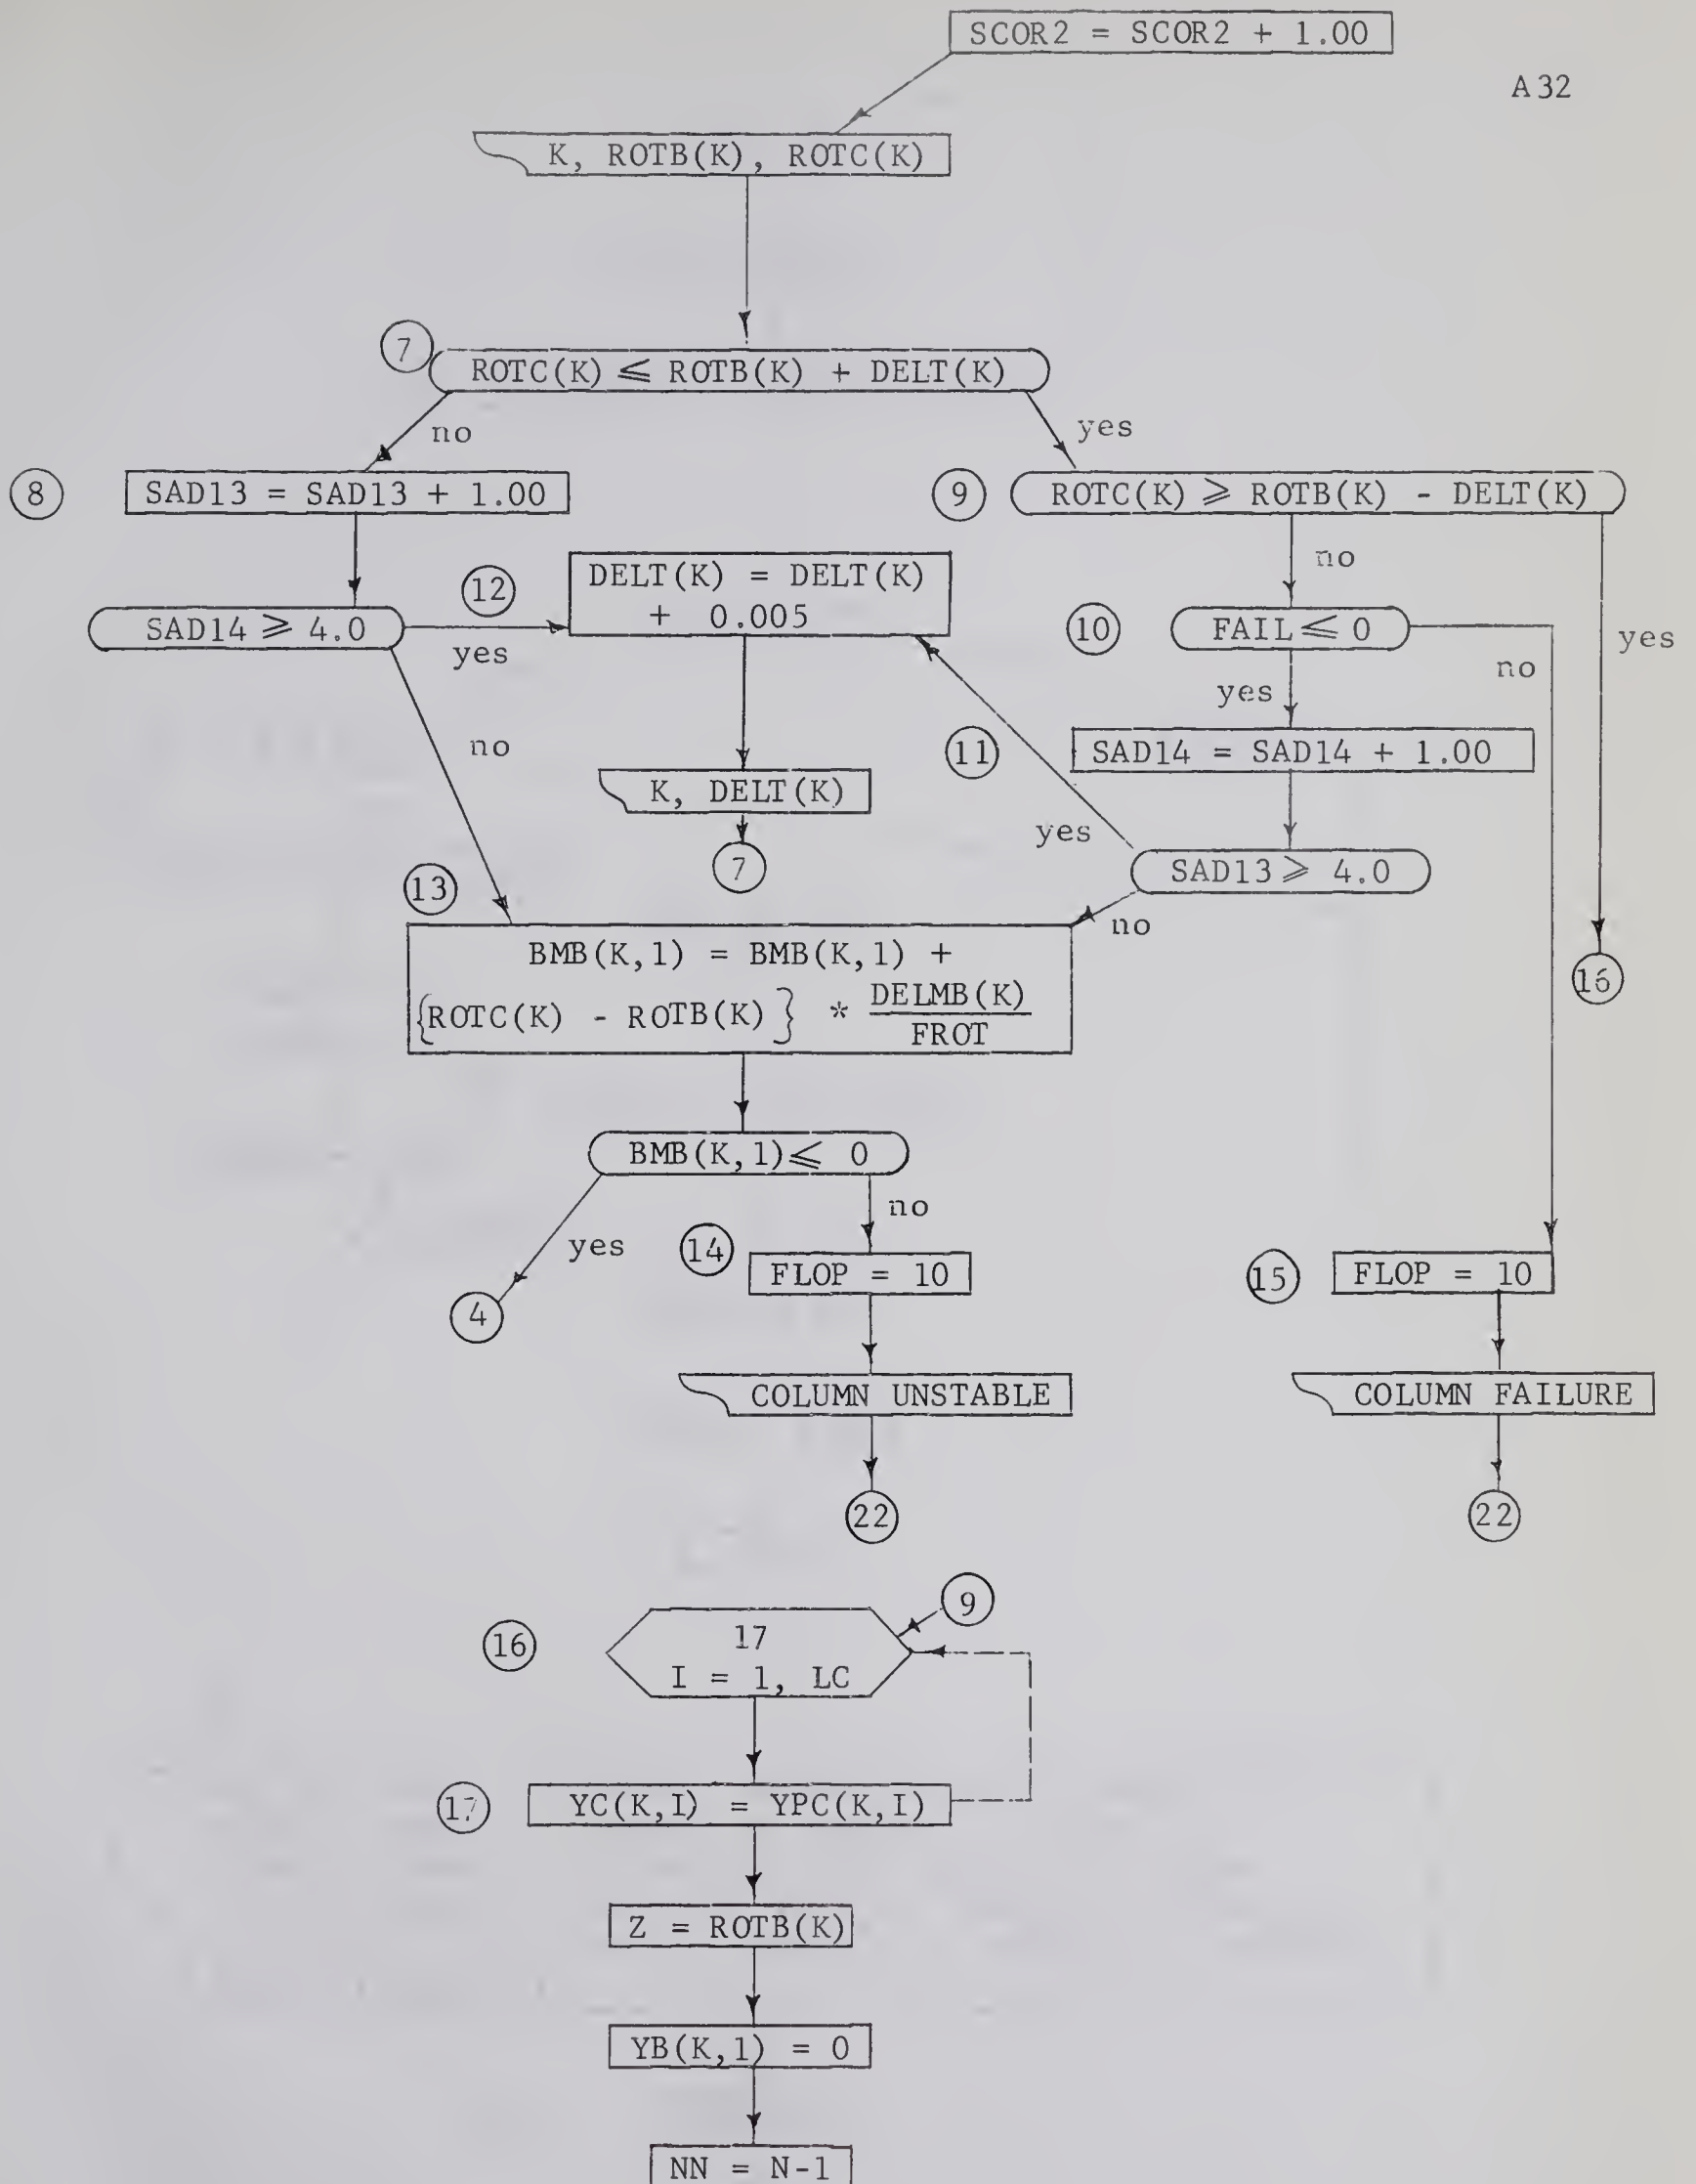 SCOR2 = SCOR2 + 1.00
A32
K, ROTB(K), ROTC(K)
7
ROTC(K) ≤ ROTB(K) + DELT(K)
no
yes
8
SAD13 = SAD13 + 1.00
9
ROTC(K) ≥ ROTB(K) - DELT(K)
12
DELT(K) = DELT(K)
+ 0.005
no
yes
SAD14 ≥ 4.0
yes
10
FAIL ≤ 0
no
yes
no
11
SAD14 = SAD14 + 1.00
K, DELT(K)
yes
7
SAD13 ≥ 4.0
13
no
BMB(K,1) = BMB(K,1) +
{ROTC(K) - ROTB(K)} * DELMB(K)
FROT
16
BMB(K,1) ≤ 0
no
yes
14
FLOP = 10
15
FLOP = 10
4
COLUMN UNSTABLE
COLUMN FAILURE
22
22
9
16
17
I = 1, LC
17
YC(K,I) = YPC(K,I)
Z = ROTB(K)
YB(K,1) = 0
NN = N-1